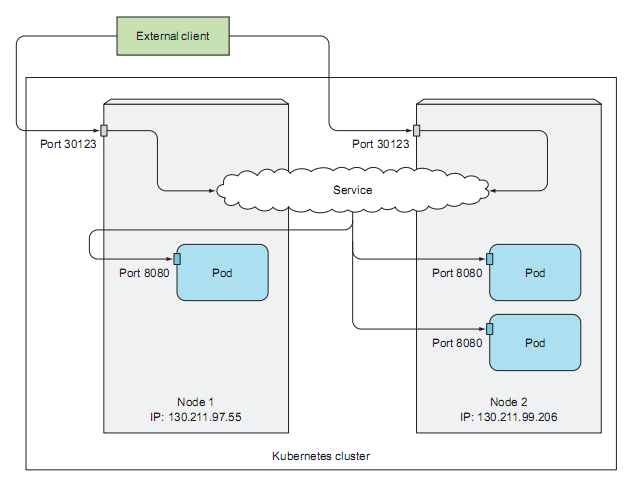 External client
Port 30123
Port 30123
Service
Port 8080
Pod
Port 8080
Pod
Port 8080
Pod
Node 1
IP: 130.211.97.55
Node 2
IP: 130.211.99.206
Kubernetes cluster